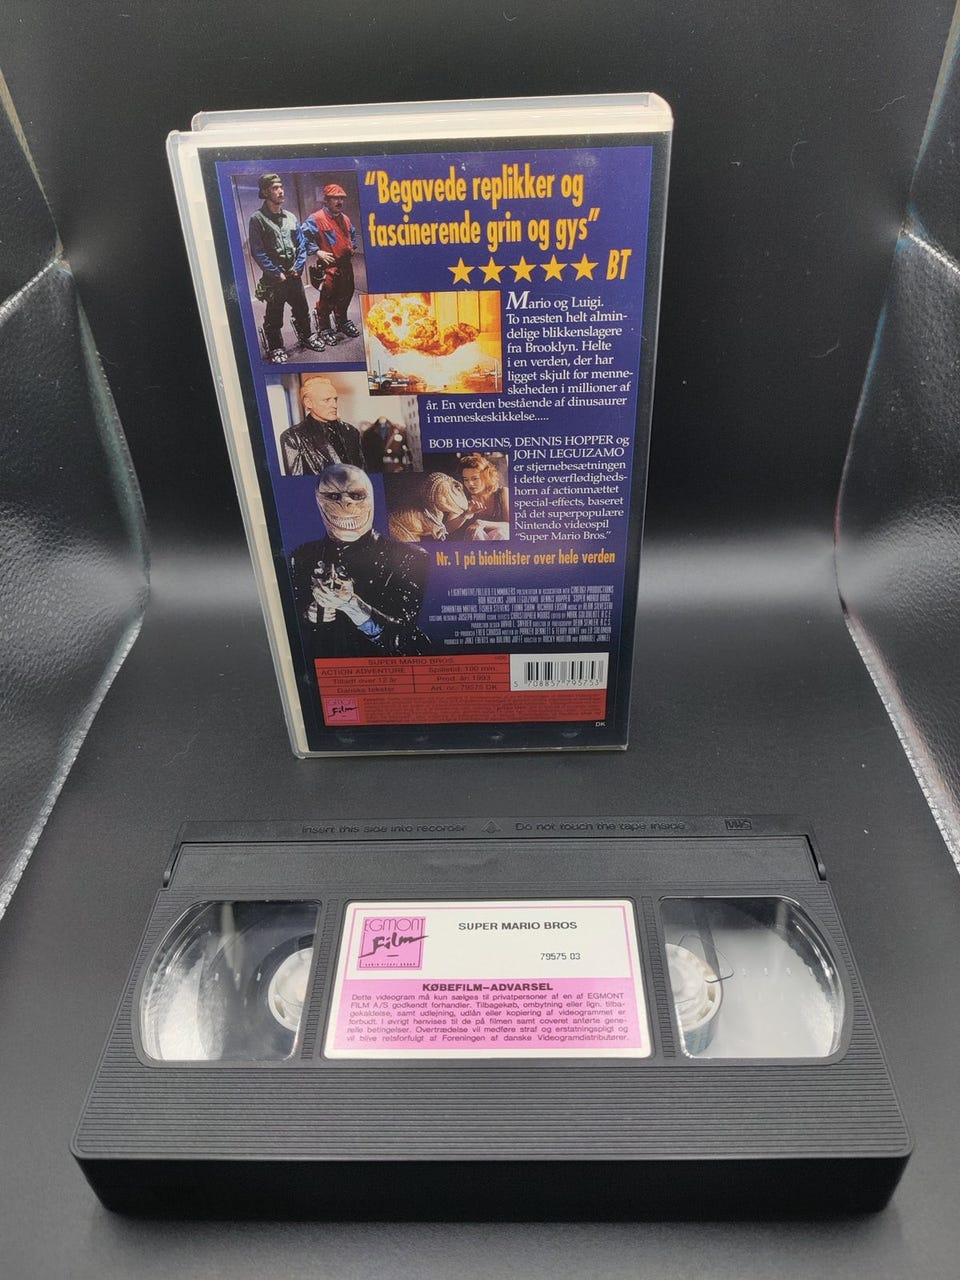 "Begavede replikker og
fascinerende grin og gys"
★★★★★ BT
Mario og Luigi.
To næsten helt almin-
delige blikkenslagere
fra Brooklyn. Helte
i en verden, der har
ligget skjult for menne-
skeheden i millioner af
år. En verden bestående af dinusaurer
i menneskeskikkelse.....
BOB HOSKINS, DENNIS HOPPER og
JOHN LEGUIZAMO
er stjernebesætningen
i dette overflødigheds-
horn af actionmættet
special-effects, baseret
på det superpopulære
Nintendo videospil
"Super Mario Bros."
Nr. 1 på biohitlister over hele verden
SUPER MARIO BROS.
ACTION ADVENTURE
Spilletid: 100 min.
Tilladt over 12 år
Prod. år: 1993
Danske tekster
Art. nr.: 79575 DK
5 708857 795753
EGMONT
Film
DK
Insert this side into recorder
Do not touch the tape inside
VHS
EGMONT
Film
SUPER MARIO BROS
79575 03
KØBEFILM-ADVARSEL
Dette videogram må kun sælges til privatpersoner af en af EGMONT
FILM A/S godkendt forhandler. Tilbagekøb, ombytning eller lign. tilba-
gekaldelse, samt udlejning, udlån eller kopiering af videogrammet er
forbudt. I øvrigt henvises til de på filmen samt coveret anførte gene-
relle betingelser. Overtrædelse vil medføre straf og erstatningspligt og
vil blive retsforfulgt af Foreningen af danske Videogramdistributører.